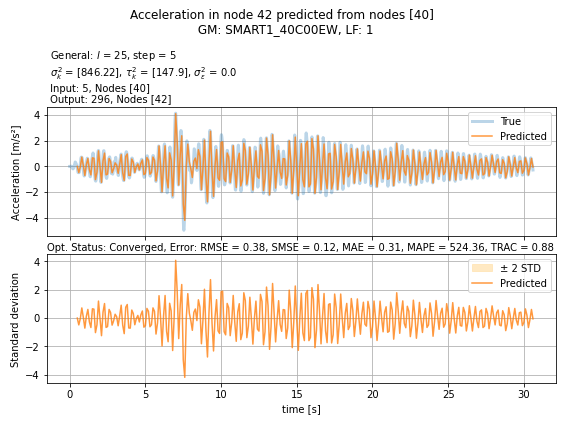 Acceleration in node 42 predicted from nodes [40]
GM: SMART1_40C00EW, LF: 1
General: l = 25, step = 5
σ²ₖ = [846.22], τ²ₖ = [147.9], σ²ε = 0.0
Input: 5, Nodes [40]
Output: 296, Nodes [42]
Acceleration [m/s²]
4
2
0
−2
−4
True
Predicted
Opt. Status: Converged, Error: RMSE = 0.38, SMSE = 0.12, MAE = 0.31, MAPE = 524.36, TRAC = 0.88
Standard deviation
4
2
0
−2
−4
± 2 STD
Predicted
0 5 10 15 20 25 30
time [s]